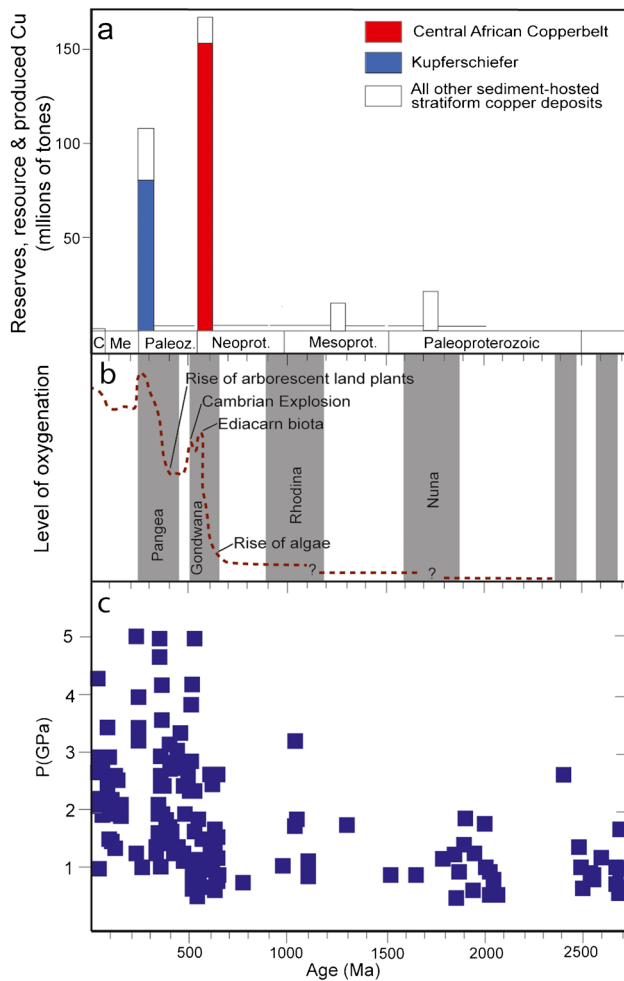 a
Reserves, resource & produced Cu
(mllions of tones)
150
100
50
Central African Copperbelt
Kupferschiefer
All other sediment-hosted
stratiform copper deposits
C Me Paleoz. Neoprot. Mesoprot. Paleoproterozoic
b
Level of oxygenation
Rise of arborescent land plants
Cambrian Explosion
Ediacarn biota
Rise of algae
Pangea
Gondwana
Rhodina
Nuna
? ?
c
P(GPa)
5
4
3
2
1
500 1000 1500 2000 2500
Age (Ma)